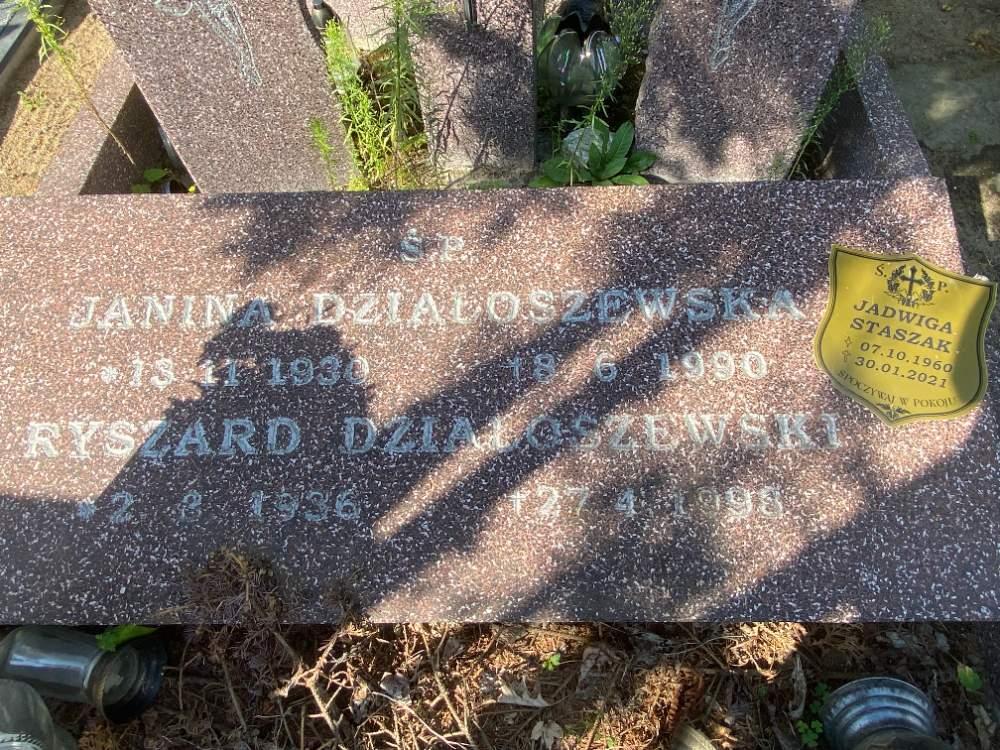 Ś P
JANINA DZIAŁOSZEWSKA
*13 11 1930 †8 6 1990
RYSZARD DZIAŁOSZEWSKI
*2 2 1936 †27 4 1998
Ś. P.
JADWIGA
STASZAK
07.10.1960
30.01.2021
SPOCZYWAJ W POKOJU